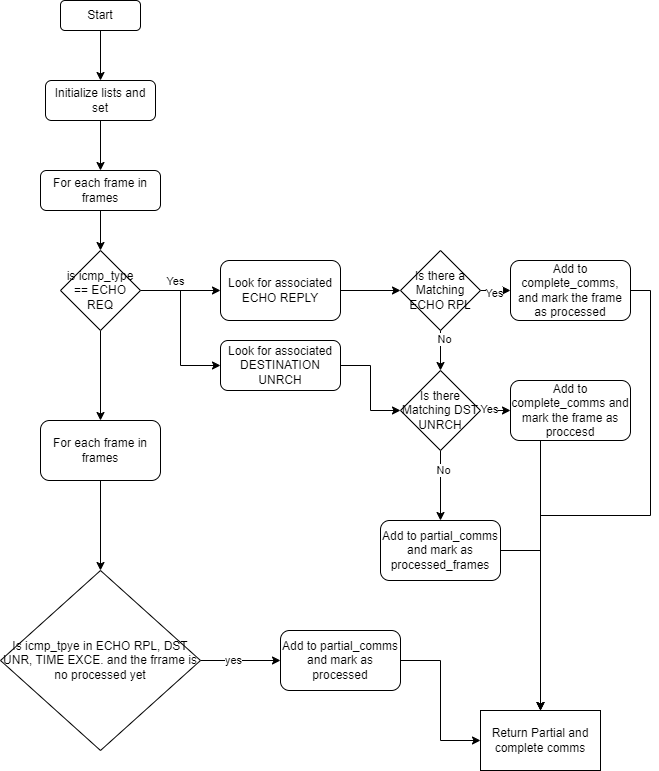 Start
Initialize lists and
set
For each frame in
frames
is icmp_type
== ECHO
REQ
Yes
Look for associated
ECHO REPLY
Is there a
Matching
ECHO RPL
Yes
Add to
complete_comms,
and mark the frame
as processed
No
Look for associated
DESTINATION
UNRCH
Is there
Matching DST
UNRCH
Yes
Add to
complete_comms and
mark the frame as
proccesd
No
For each frame in
frames
Add to partial_comms
and mark as
processed_frames
Is icmp_tpye in ECHO RPL, DST
UNR, TIME EXCE. and the frrame is
no processed yet
yes
Add to partial_comms
and mark as
processed
Return Partial and
complete comms